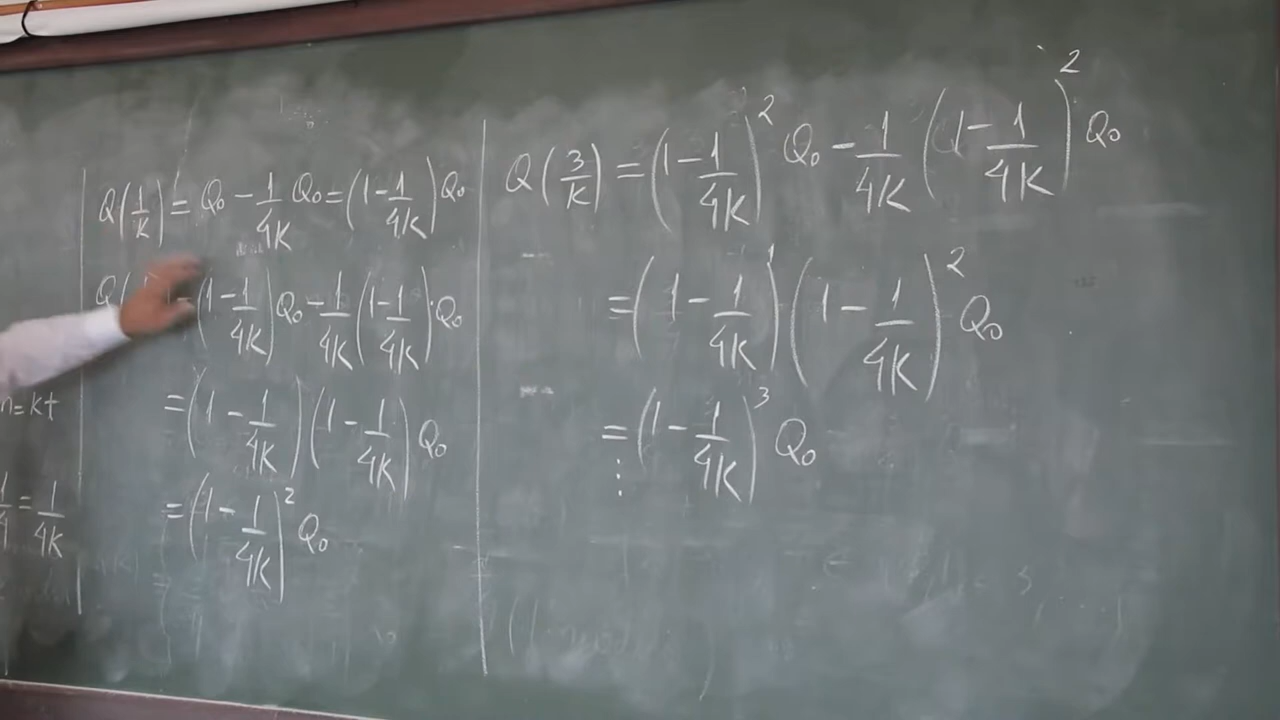 n=kt
1/4 = 1/4K
Q(1/K) = Q₀ - 1/4K Q₀ = (1 - 1/4K) Q₀
= (1 - 1/4K) Q₀ - 1/4K (1 - 1/4K) · Q₀
= (1 - 1/4K) (1 - 1/4K) Q₀
= (1 - 1/4K)² Q₀
Q(3/K) = (1 - 1/4K)² Q₀ - 1/4K (1 - 1/4K)² Q₀
= (1 - 1/4K)¹ (1 - 1/4K)² Q₀
= (1 - 1/4K)³ Q₀
⋮